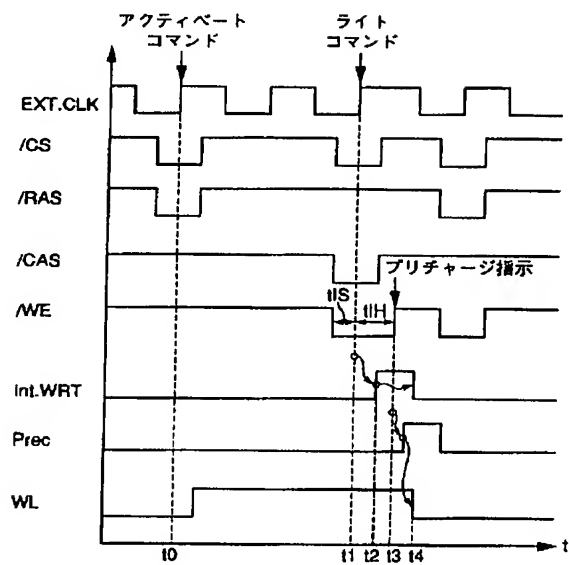 アクティベート
コマンド
ライト
コマンド
EXT.CLK
/CS
/RAS
/CAS
プリチャージ指示
/WE
tIS
tIH
Int.WRT
Prec
WL
t0
t1
t2
t3
t4
t